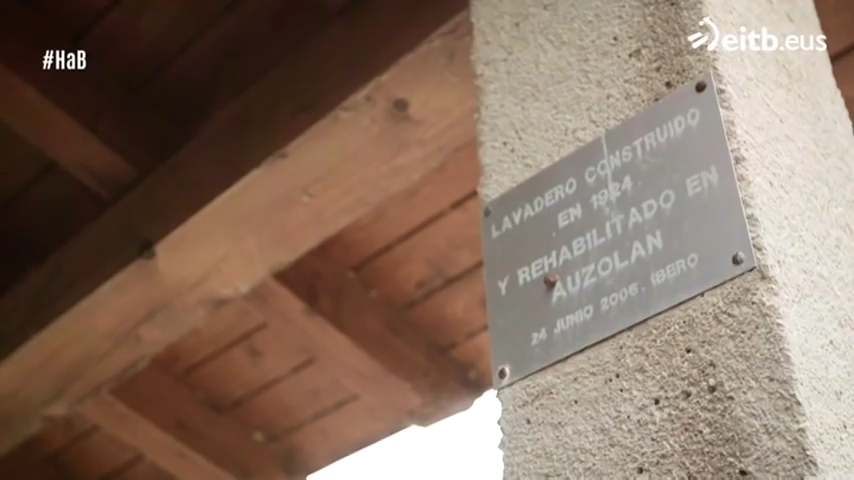 #HaB
eitb.eus
LAVADERO CONSTRUIDO
EN 1924
Y REHABILITADO EN
AUZOLAN
24 JUNIO 2006. IBERO